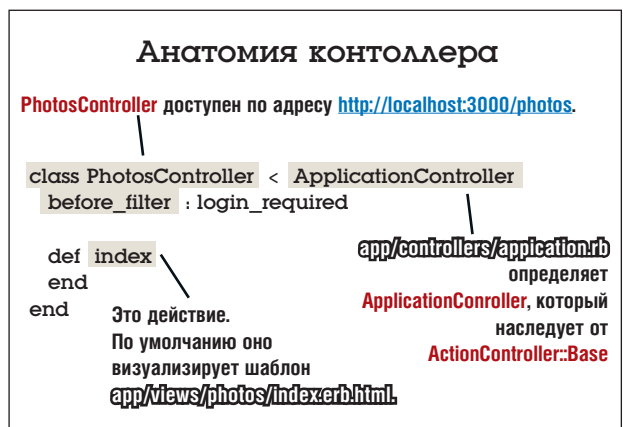 Анатомия контоллера
PhotosController доступен по адресу http://localhost:3000/photos.
class PhotosController < ApplicationController
before_filter : login_required
def index
end
end
Это действие.
По умолчанию оно
визуализирует шаблон
app/views/photos/index.erb.html.
app/controllers/appication.rb
определяет
ApplicationConroller, который
наследует от
ActionController::Base